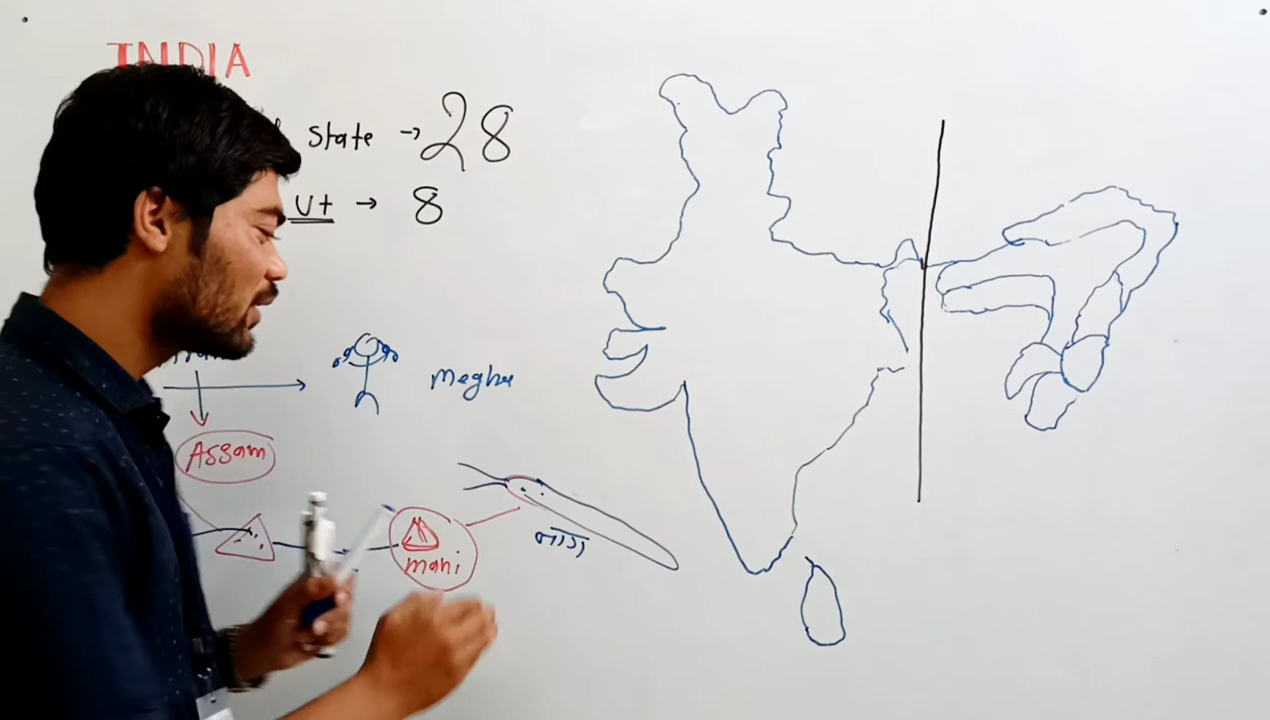 INDIA
State → 28
UT → 8
megha
Assam
mani
नाग